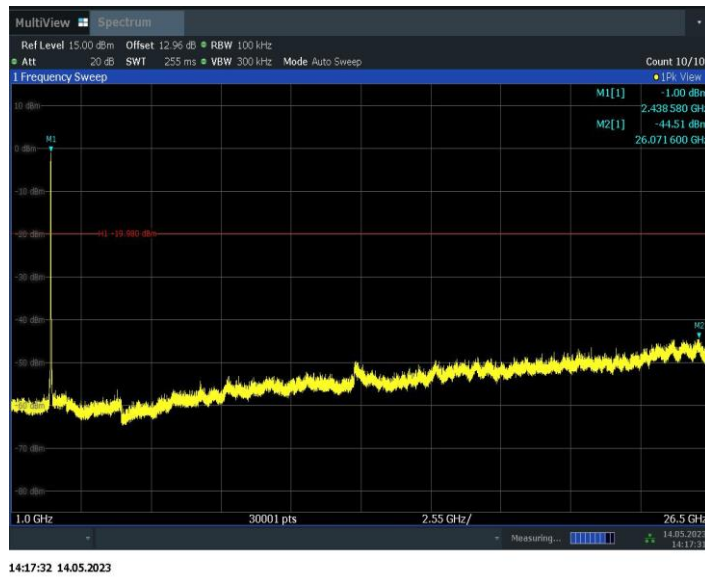 MultiView Spectrum
Ref Level 15.00 dBm Offset 12.96 dB RBW 100 kHz
Att 20 dB SWT 255 ms VBW 300 kHz Mode Auto Sweep Count 10/10
1 Frequency Sweep 1Pk View
M1[1] -1.00 dBm
2.438 580 GHz
M2[1] -44.51 dBm
26.071 600 GHz
10 dBm
M1
0 dBm
-10 dBm
-20 dBm
-30 dBm
-40 dBm
M2
-50 dBm
-60 dBm
-70 dBm
-80 dBm
1.0 GHz 30001 pts 2.55 GHz/ 26.5 GHz
Measuring... 14.05.2023
14:17:31
14:17:32 14.05.2023